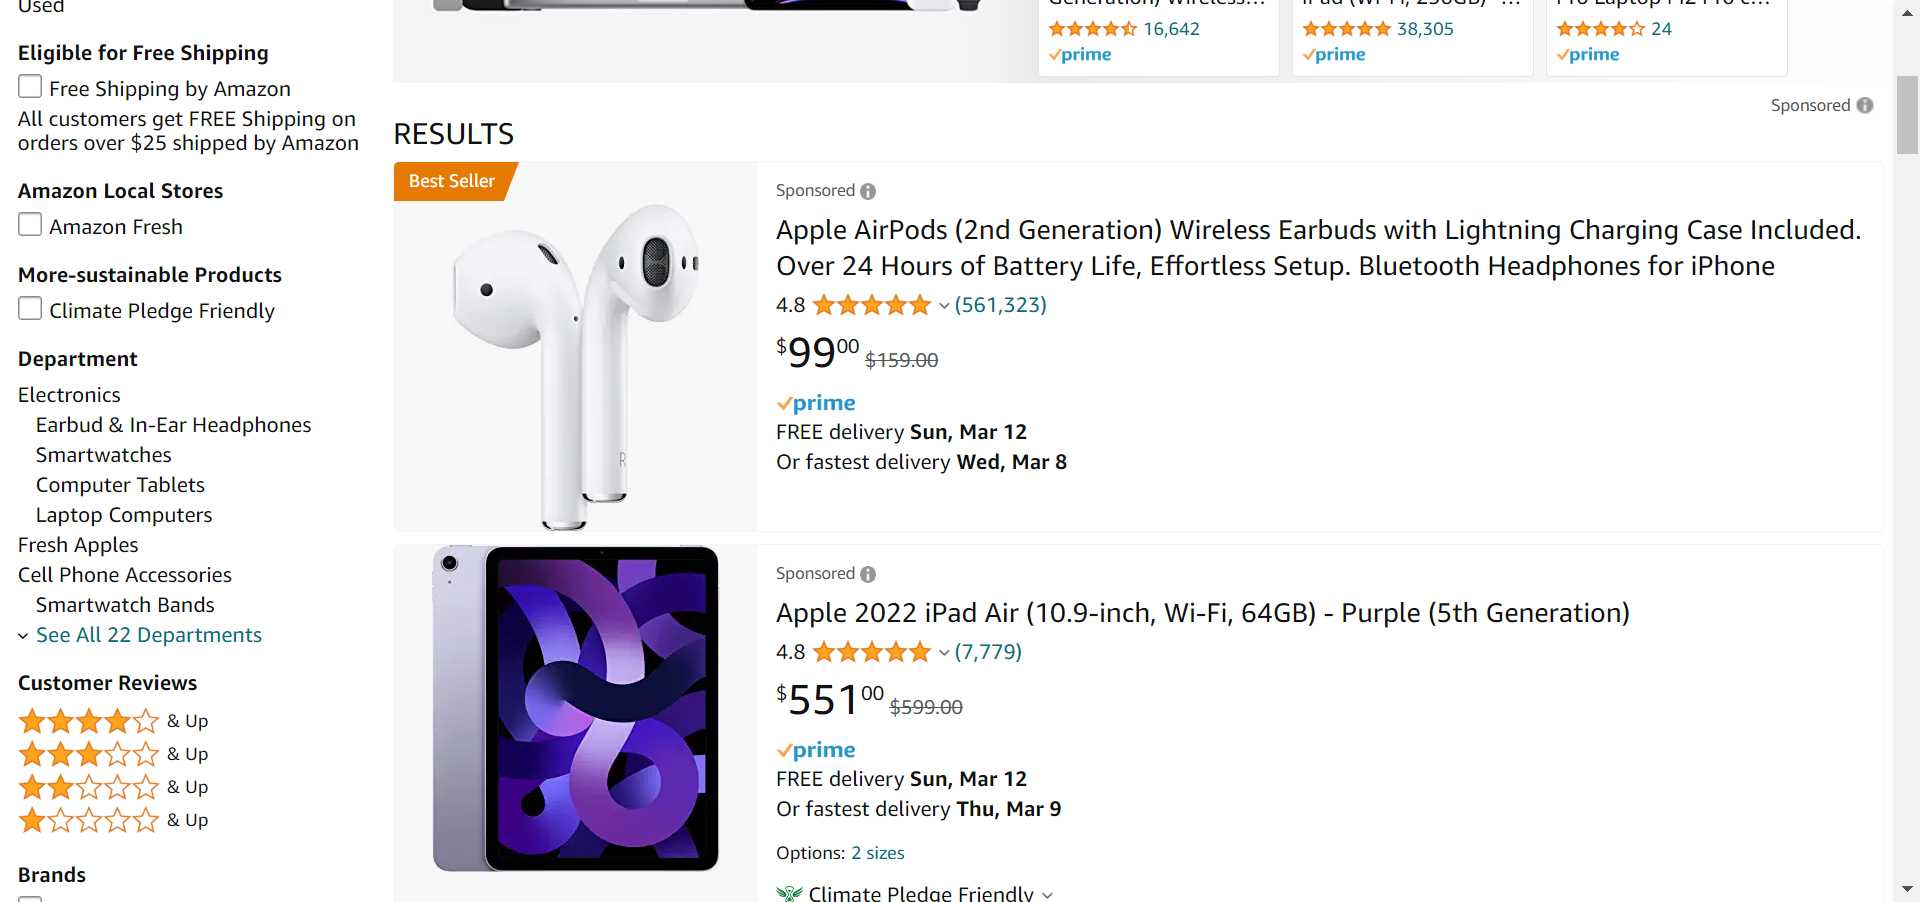 Used
Eligible for Free Shipping
Free Shipping by Amazon
All customers get FREE Shipping on
orders over $25 shipped by Amazon
Amazon Local Stores
Amazon Fresh
More-sustainable Products
Climate Pledge Friendly
Department
Electronics
Earbud & In-Ear Headphones
Smartwatches
Computer Tablets
Laptop Computers
Fresh Apples
Cell Phone Accessories
Smartwatch Bands
See All 22 Departments
Customer Reviews
& Up
& Up
& Up
& Up
Brands
16,642
prime
38,305
prime
24
prime
Sponsored
RESULTS
Best Seller
Sponsored
Apple AirPods (2nd Generation) Wireless Earbuds with Lightning Charging Case Included.
Over 24 Hours of Battery Life, Effortless Setup. Bluetooth Headphones for iPhone
4.8 (561,323)
$9900 $159.00
prime
FREE delivery Sun, Mar 12
Or fastest delivery Wed, Mar 8
R
Sponsored
Apple 2022 iPad Air (10.9-inch, Wi-Fi, 64GB) - Purple (5th Generation)
4.8 (7,779)
$55100 $599.00
prime
FREE delivery Sun, Mar 12
Or fastest delivery Thu, Mar 9
Options: 2 sizes
Climate Pledge Friendly